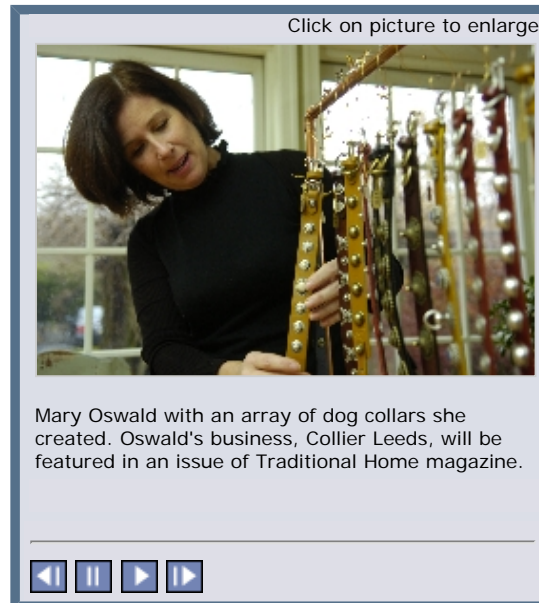 Click on picture to enlarge
Mary Oswald with an array of dog collars she
created. Oswald's business, Collier Leeds, will be
featured in an issue of Traditional Home magazine.